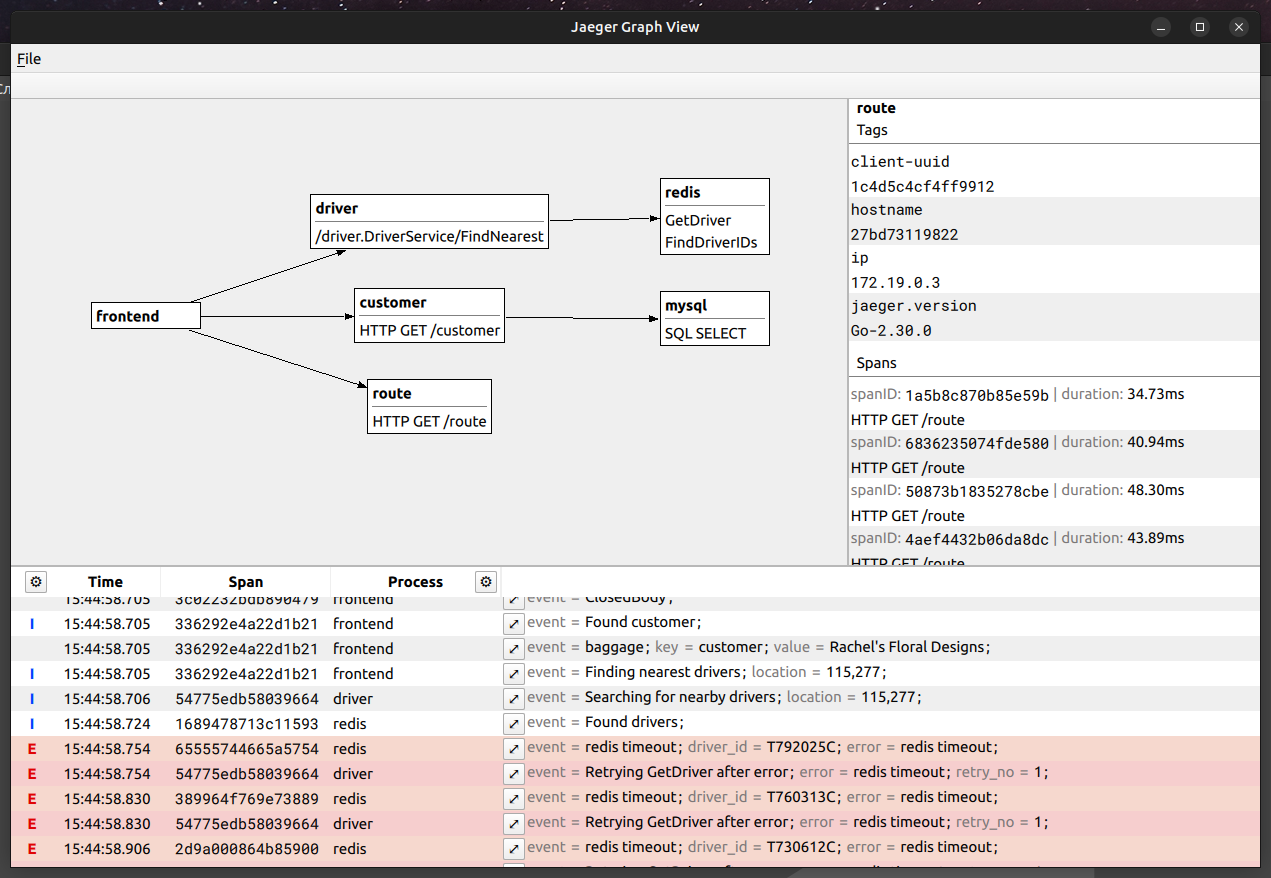 Jaeger Graph View
File
driver
/driver.DriverService/FindNearest
redis
GetDriver
FindDriverIDs
frontend
customer
HTTP GET /customer
mysql
SQL SELECT
route
HTTP GET /route
route
Tags
client-uuid
1c4d5c4cf4ff9912
hostname
27bd73119822
ip
172.19.0.3
jaeger.version
Go-2.30.0
Spans
spanID: 1a5b8c870b85e59b | duration: 34.73ms
HTTP GET /route
spanID: 6836235074fde580 | duration: 40.94ms
HTTP GET /route
spanID: 50873b1835278cbe | duration: 48.30ms
HTTP GET /route
spanID: 4aef4432b06da8dc | duration: 43.89ms
HTTP GET /route
Time Span Process
15:44:58.705 3c02232bdb890479 frontend event = ClosedBody;
I 15:44:58.705 336292e4a22d1b21 frontend event = Found customer;
15:44:58.705 336292e4a22d1b21 frontend event = baggage; key = customer; value = Rachel's Floral Designs;
I 15:44:58.705 336292e4a22d1b21 frontend event = Finding nearest drivers; location = 115,277;
I 15:44:58.706 54775edb58039664 driver event = Searching for nearby drivers; location = 115,277;
I 15:44:58.724 1689478713c11593 redis event = Found drivers;
E 15:44:58.754 65555744665a5754 redis event = redis timeout; driver_id = T792025C; error = redis timeout;
E 15:44:58.754 54775edb58039664 driver event = Retrying GetDriver after error; error = redis timeout; retry_no = 1;
E 15:44:58.830 389964f769e73889 redis event = redis timeout; driver_id = T760313C; error = redis timeout;
E 15:44:58.830 54775edb58039664 driver event = Retrying GetDriver after error; error = redis timeout; retry_no = 1;
E 15:44:58.906 2d9a000864b85900 redis event = redis timeout; driver_id = T730612C; error = redis timeout;